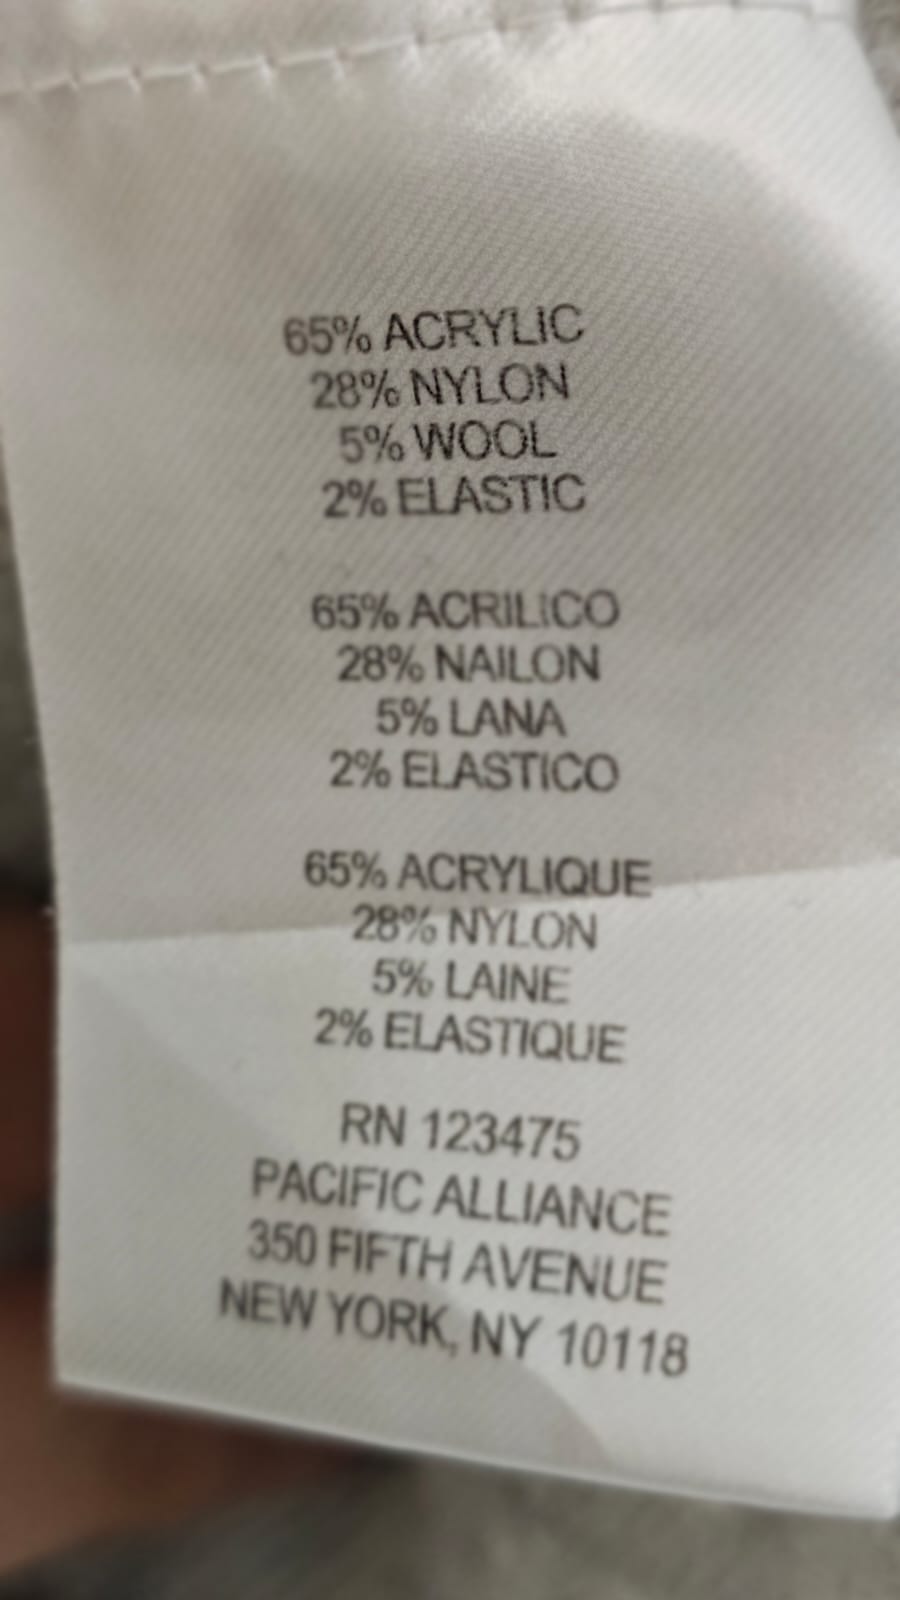 65% ACRYLIC
28% NYLON
5% WOOL
2% ELASTIC
65% ACRILICO
28% NAILON
5% LANA
2% ELASTICO
65% ACRYLIQUE
28% NYLON
5% LAINE
2% ELASTIQUE
RN 123475
PACIFIC ALLIANCE
350 FIFTH AVENUE
NEW YORK, NY 10118